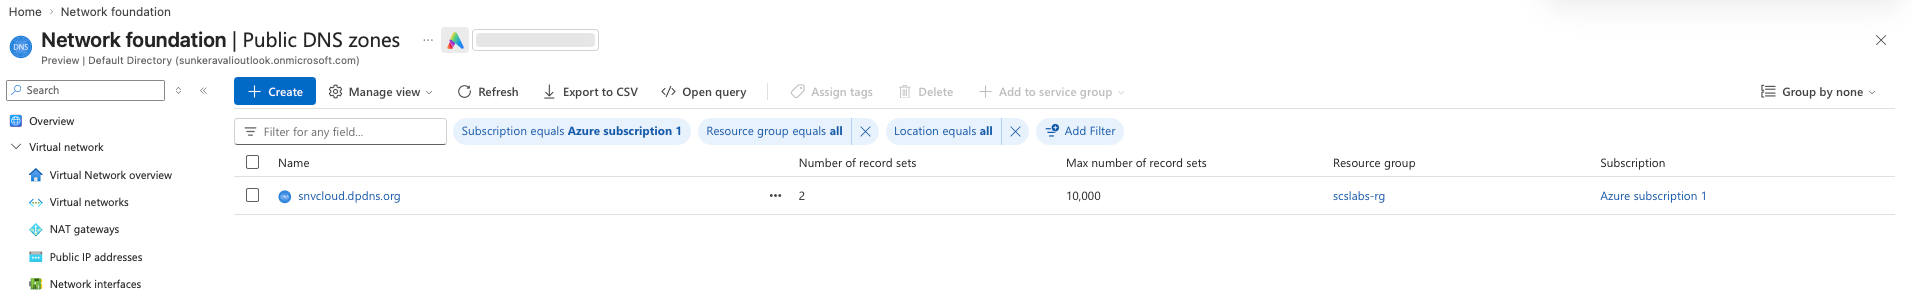 Home > Network foundation
DNS Network foundation | Public DNS zones ...
Preview | Default Directory (sunkeravalioutlook.onmicrosoft.com)
Search
Overview
Virtual network
Virtual Network overview
Virtual networks
NAT gateways
Public IP addresses
Network interfaces
+ Create Manage view Refresh Export to CSV Open query Assign tags Delete Add to service group Group by none
Filter for any field... Subscription equals Azure subscription 1 Resource group equals all Location equals all Add Filter
Name Number of record sets Max number of record sets Resource group Subscription
snvcloud.dpdns.org ... 2 10,000 scslabs-rg Azure subscription 1